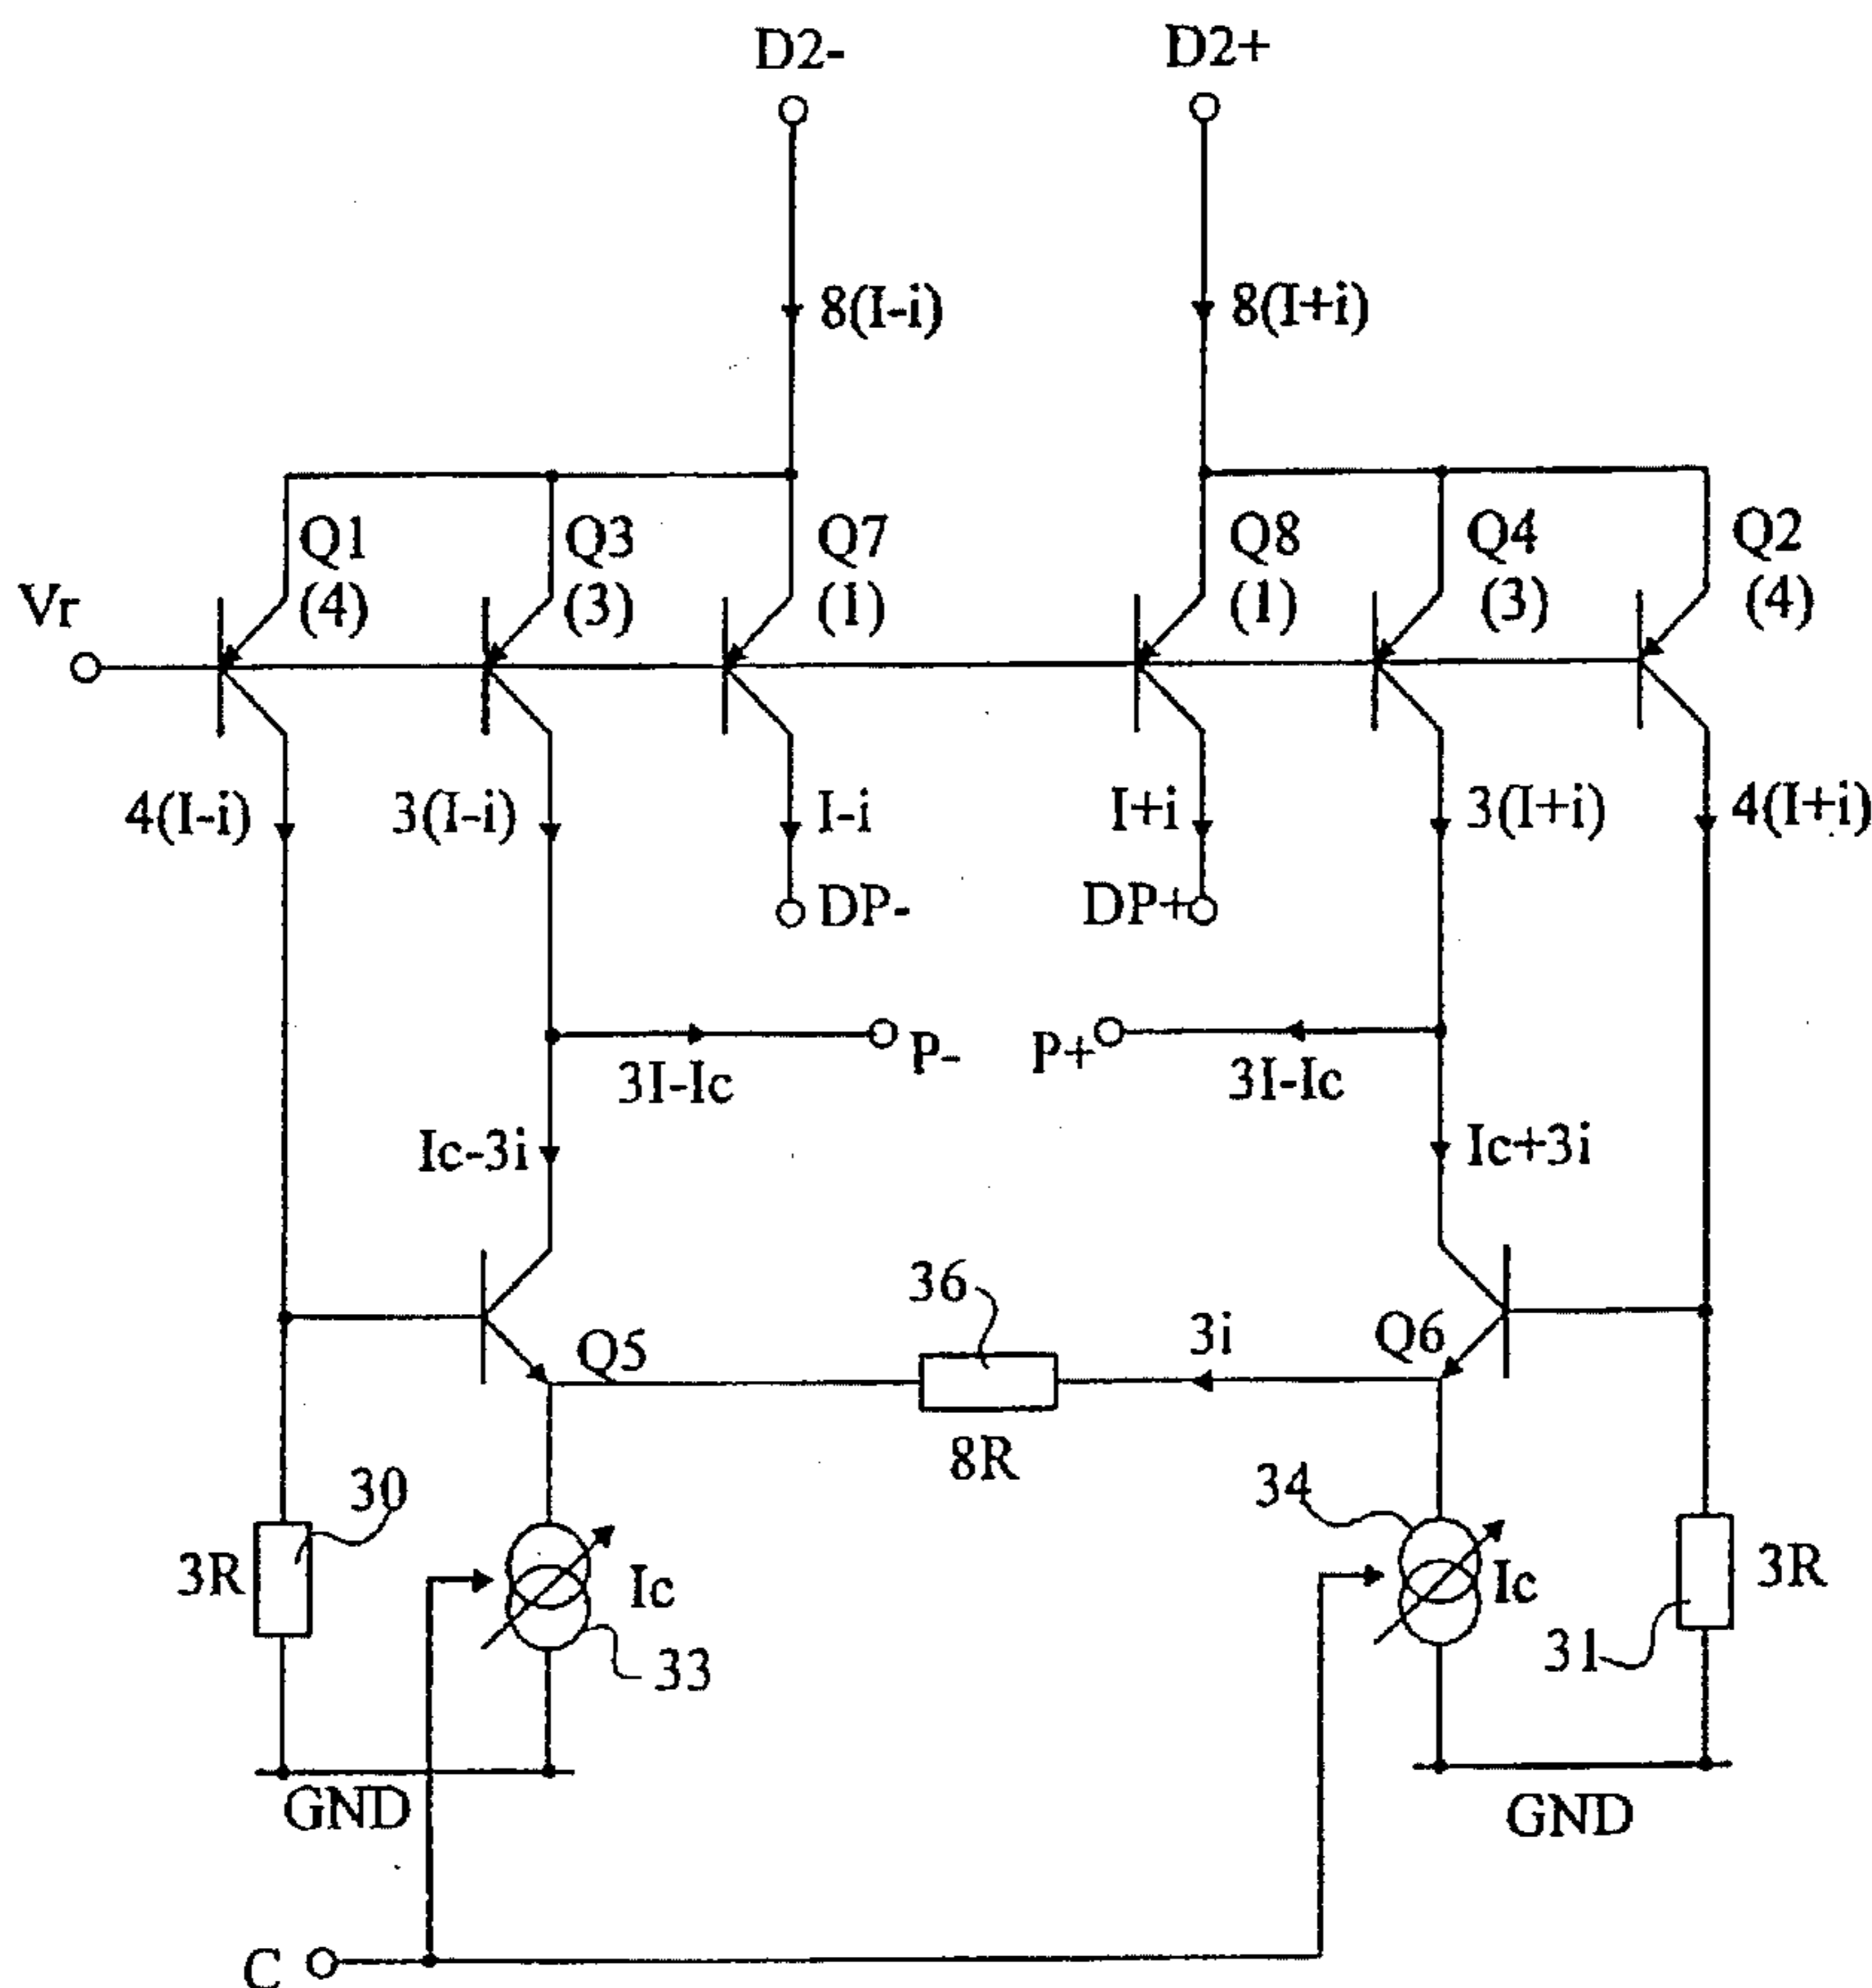 D2- D2+
8(I-i) 8(I+i)
Q1 Q3 Q7 Q8 Q4 Q2
(4) (3) (1) (1) (3) (4)
Vr
4(I-i) 3(I-i) I-i I+i 3(I+i) 4(I+i)
DP- DP+
P- P+
3I-Ic 3I-Ic
Ic-3i Ic+3i
36
Q5 3i Q6
8R
30 34
3R Ic Ic 3R
33 31
GND GND
C